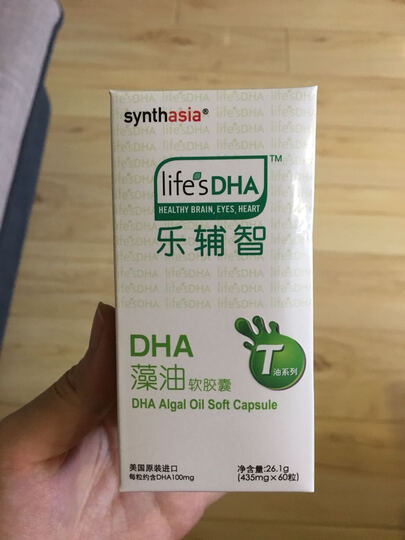 synthasia®
life'sDHA™
HEALTHY BRAIN, EYES, HEART
乐辅智
DHA
藻油软胶囊
T油系列
DHA Algal Oil Soft Capsule
美国原装进口
每粒约含DHA100mg
净含量:26.1g
(435mg×60粒)